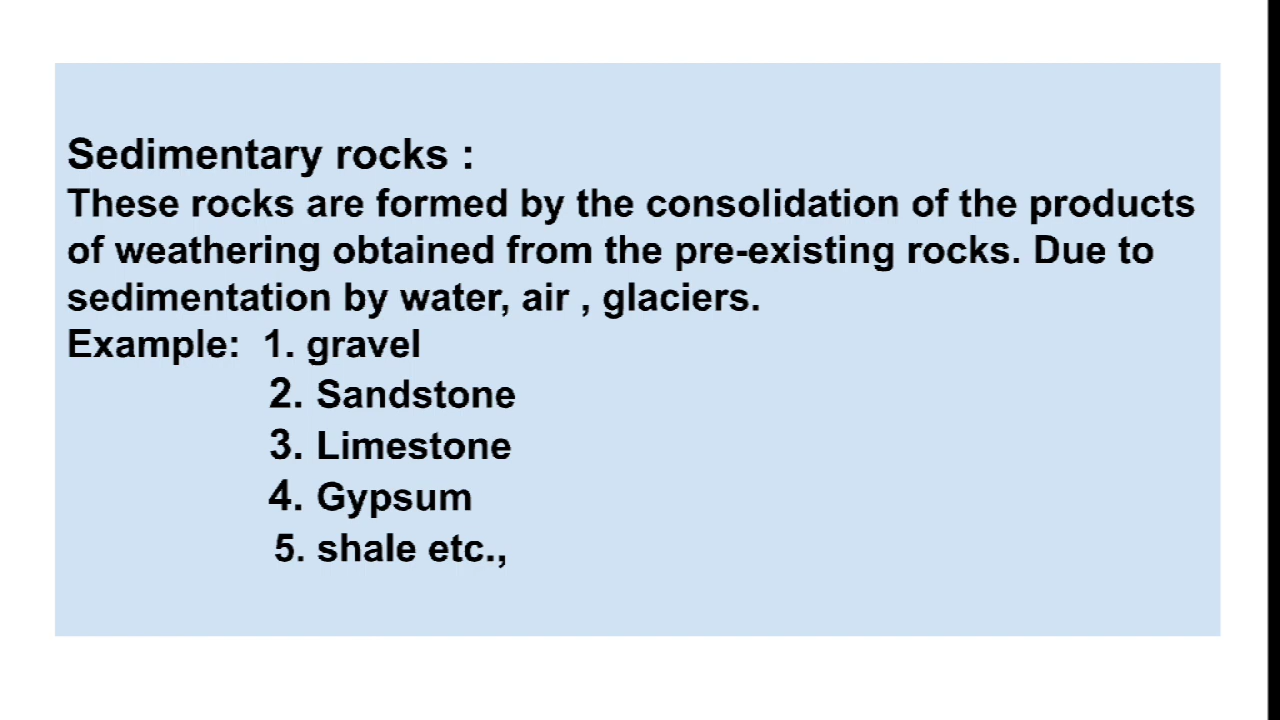 Sedimentary rocks :
These rocks are formed by the consolidation of the products
of weathering obtained from the pre-existing rocks. Due to
sedimentation by water, air , glaciers.
Example:  1. gravel
2. Sandstone
3. Limestone
4. Gypsum
5. shale etc.,